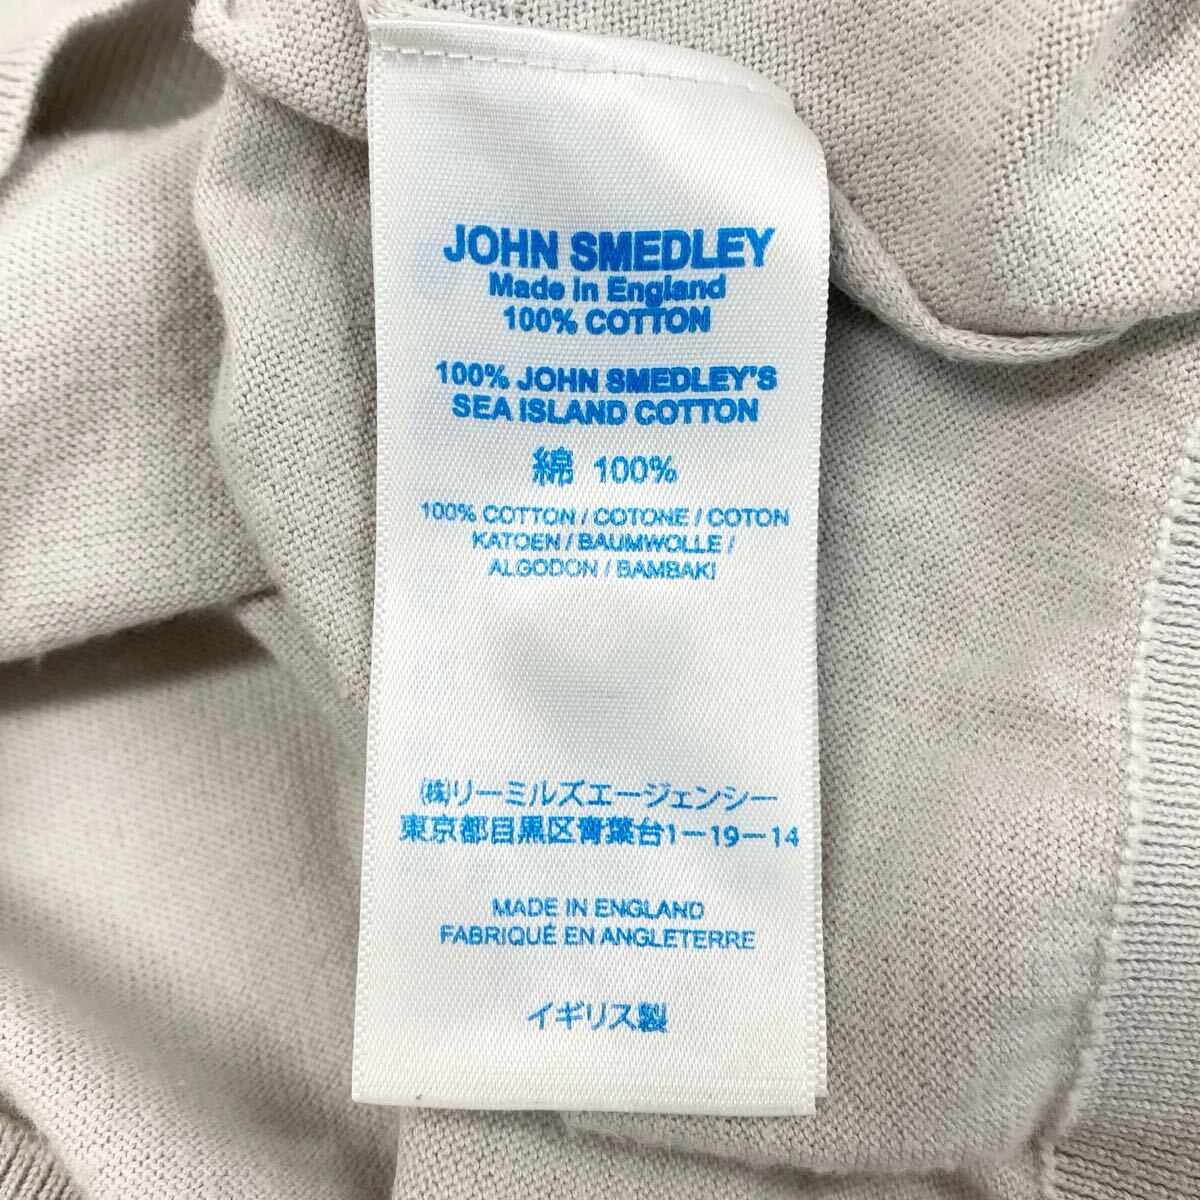 JOHN SMEDLEY
Made in England
100% COTTON
100% JOHN SMEDLEY'S
SEA ISLAND COTTON
綿 100%
100% COTTON / COTONE / COTON
KATOEN / BAUMWOLLE /
ALGODON / BAMBAKI
㈱リーミルズエージェンシー
東京都目黒区青葉台1-19-14
MADE IN ENGLAND
FABRIQUÉ EN ANGLETERRE
イギリス製